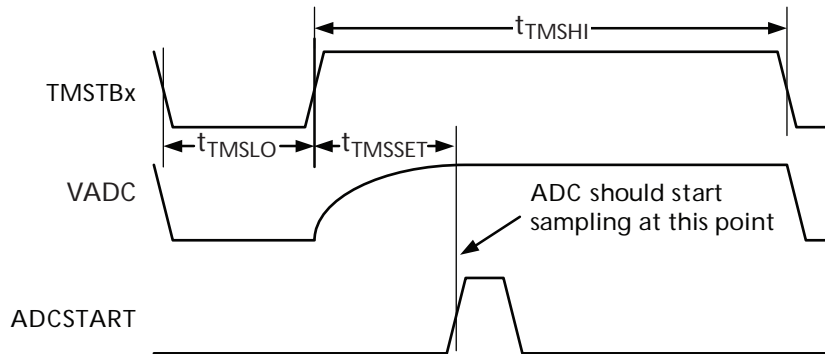 tTMSHI
TMSTBx
tTMSLO
tTMSSET
VADC
ADC should start
sampling at this point
ADCSTART